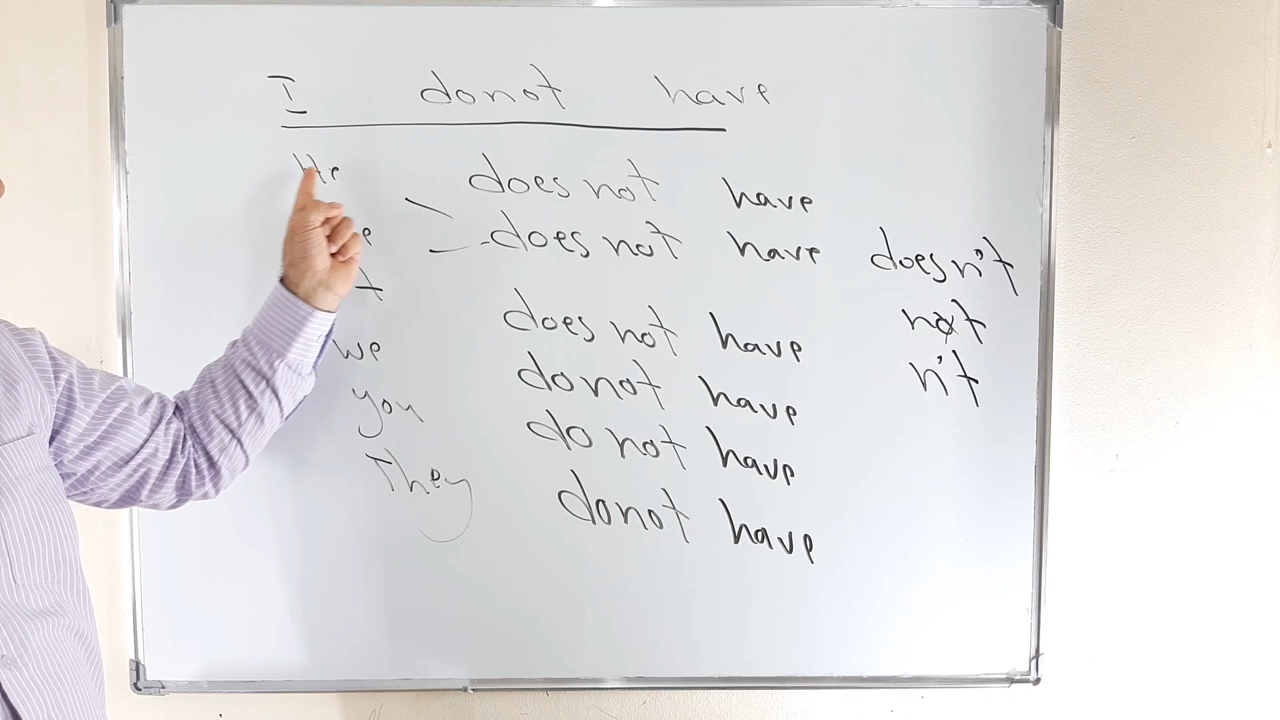 I donot have
He does not have
does not have doesn't
does not have not
we donot have n't
you do not have
They donot have